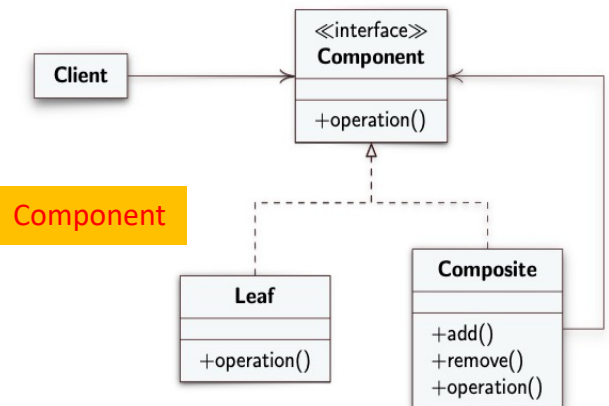 ≪interface≫
Component
Client
+operation()
Component
Leaf
+operation()
Composite
+add()
+remove()
+operation()